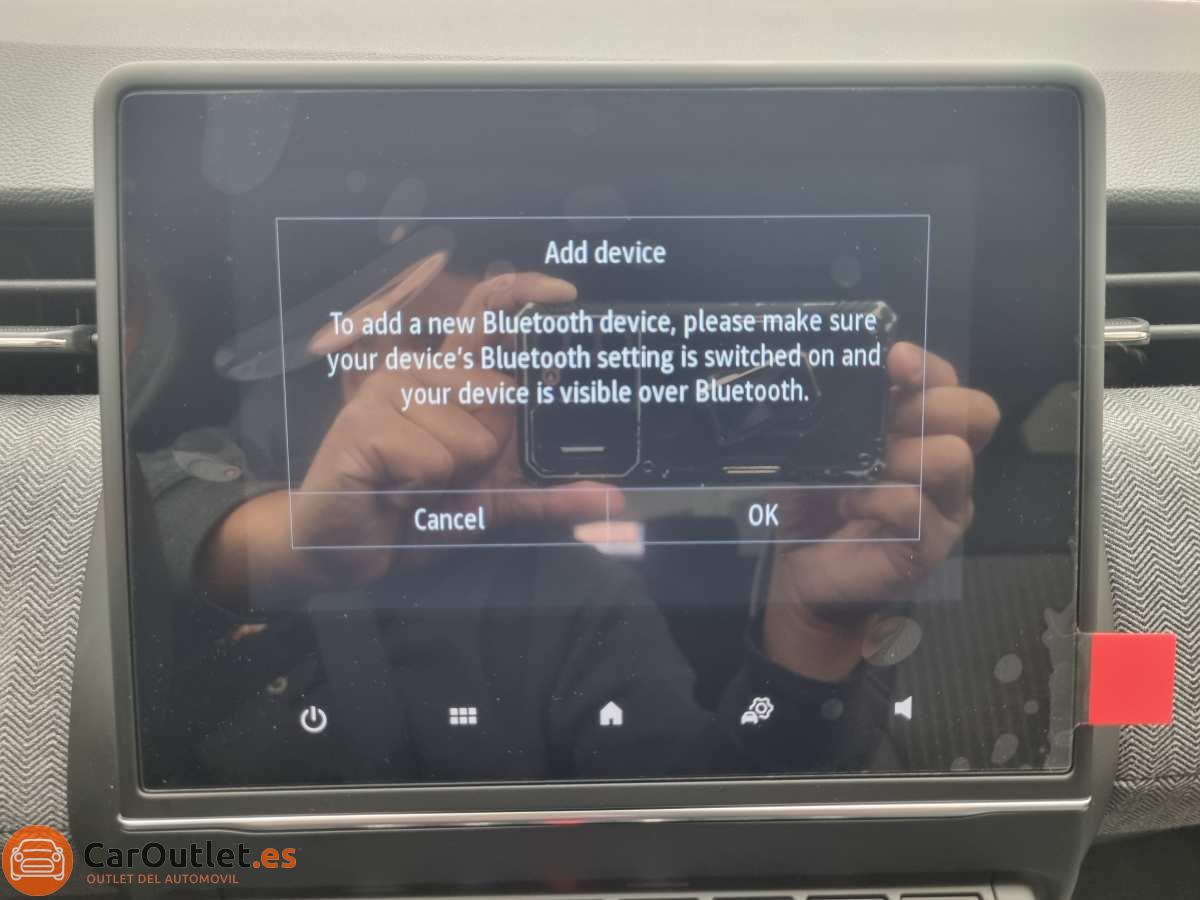 Add device
To add a new Bluetooth device, please make sure
your device's Bluetooth setting is switched on and
your device is visible over Bluetooth.
Cancel OK
CarOutlet.es
OUTLET DEL AUTOMOVIL